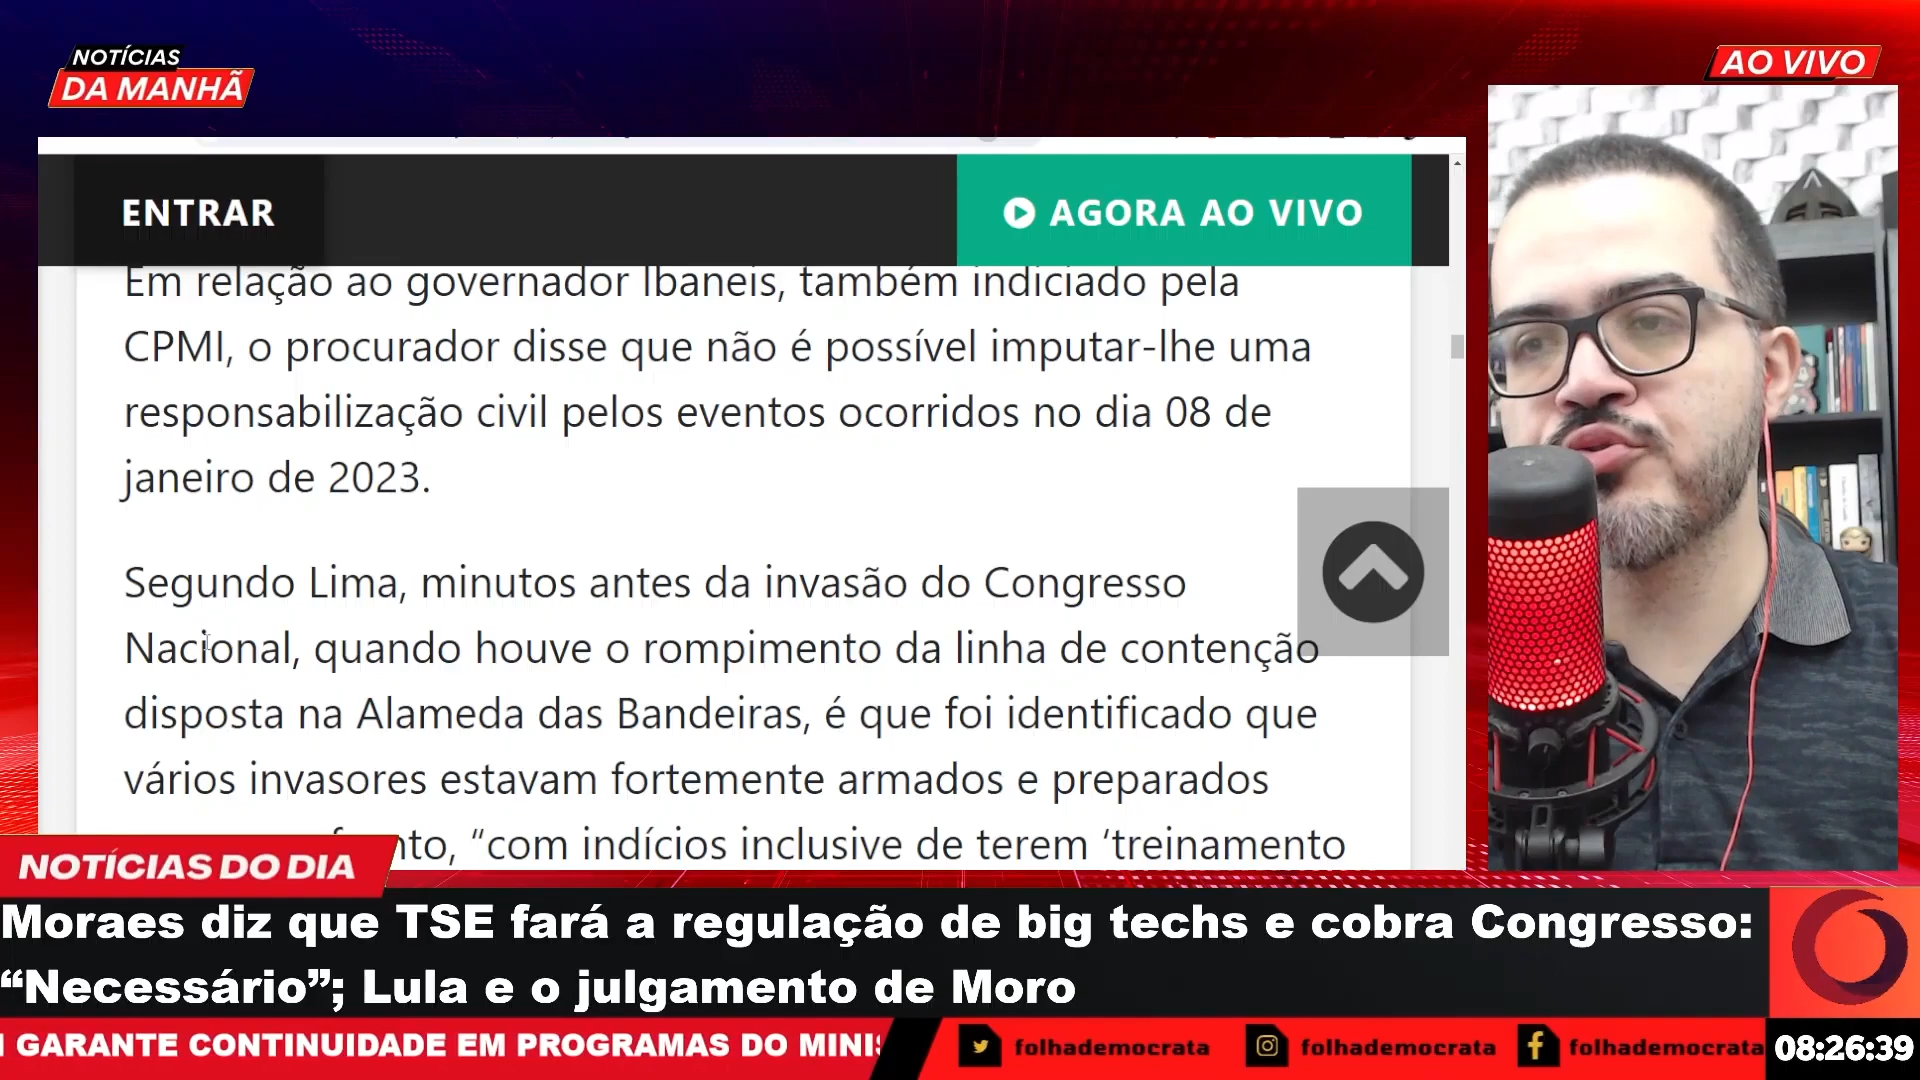 NOTÍCIAS
DA MANHÃ
AO VIVO
ENTRAR
AGORA AO VIVO
Em relação ao governador Ibaneis, também indiciado pela
CPMI, o procurador disse que não é possível imputar-lhe uma
responsabilização civil pelos eventos ocorridos no dia 08 de
janeiro de 2023.
Segundo Lima, minutos antes da invasão do Congresso
Nacional, quando houve o rompimento da linha de contenção
disposta na Alameda das Bandeiras, é que foi identificado que
vários invasores estavam fortemente armados e preparados
nto, “com indícios inclusive de terem ‘treinamento
NOTÍCIAS DO DIA
Moraes diz que TSE fará a regulação de big techs e cobra Congresso:
“Necessário”; Lula e o julgamento de Moro
GARANTE CONTINUIDADE EM PROGRAMAS DO MINIS
folhademocrata
folhademocrata
folhademocrata
08:26:39